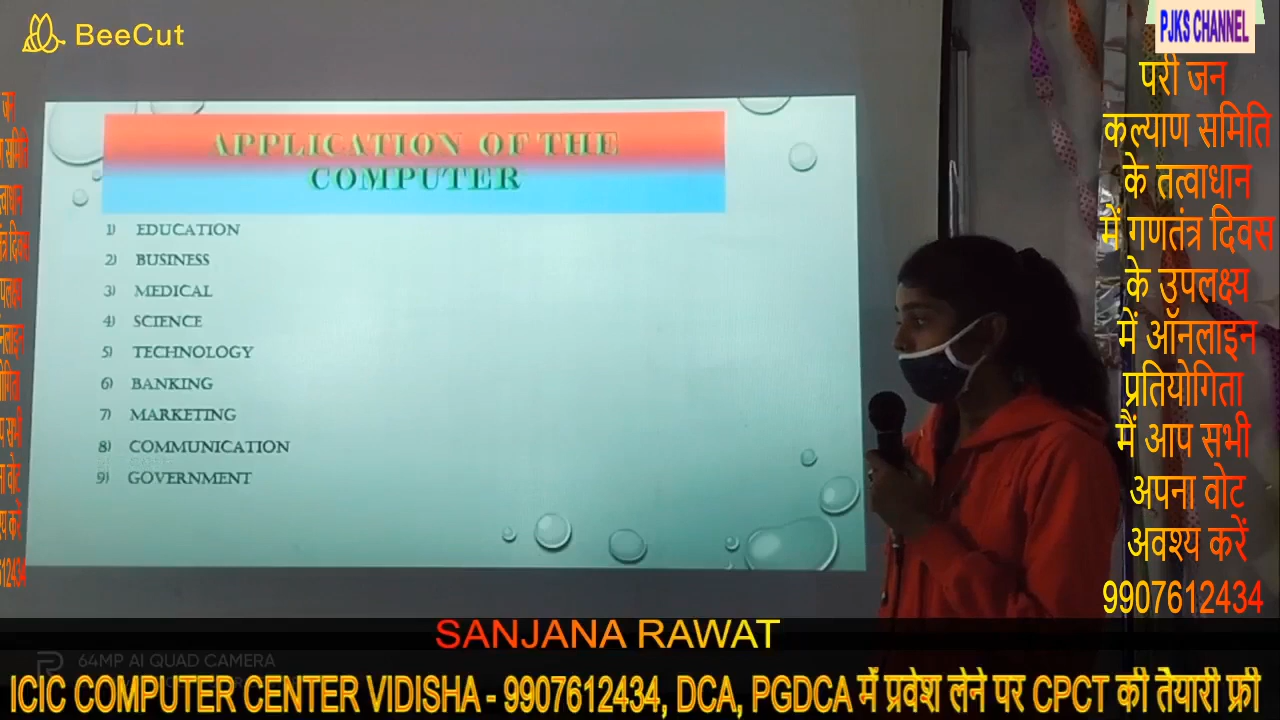 BeeCut
PJKS CHANNEL
APPLICATION OF THE
COMPUTER
1) EDUCATION
2) BUSINESS
3) MEDICAL
4) SCIENCE
5) TECHNOLOGY
6) BANKING
7) MARKETING
8) COMMUNICATION
9) GOVERNMENT
परी जन
कल्याण समिति
के तत्वाधान
में गणतंत्र दिवस
के उपलक्ष्य
में ऑनलाइन
प्रतियोगिता
मैं आप सभी
अपना वोट
अवश्य करें
9907612434
SANJANA RAWAT
64MP AI QUAD CAMERA
ICIC COMPUTER CENTER VIDISHA - 9907612434, DCA, PGDCA में प्रवेश लेने पर CPCT की तैयारी फ्री